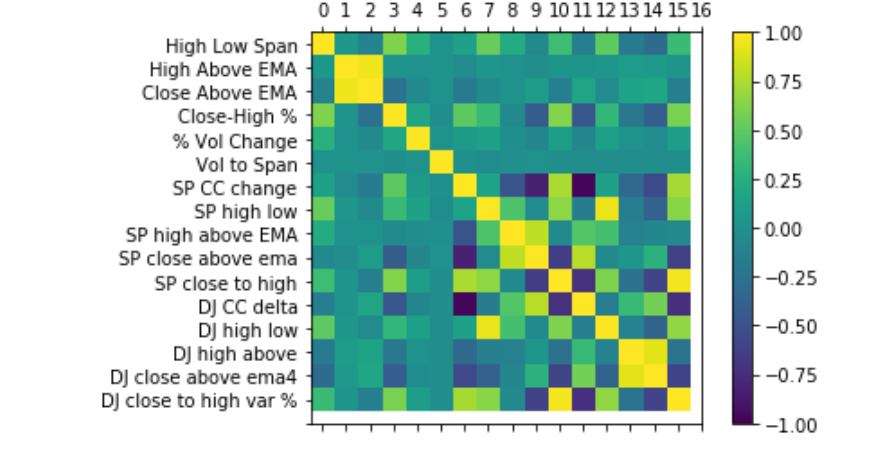 0 1 2 3 4 5 6 7 8 9 10 11 12 13 14 15 16
High Low Span
High Above EMA
Close Above EMA
Close-High %
% Vol Change
Vol to Span
SP CC change
SP high low
SP high above EMA
SP close above ema
SP close to high
DJ CC delta
DJ high low
DJ high above
DJ close above ema4
DJ close to high var %
1.00
0.75
0.50
0.25
0.00
−0.25
−0.50
−0.75
−1.00